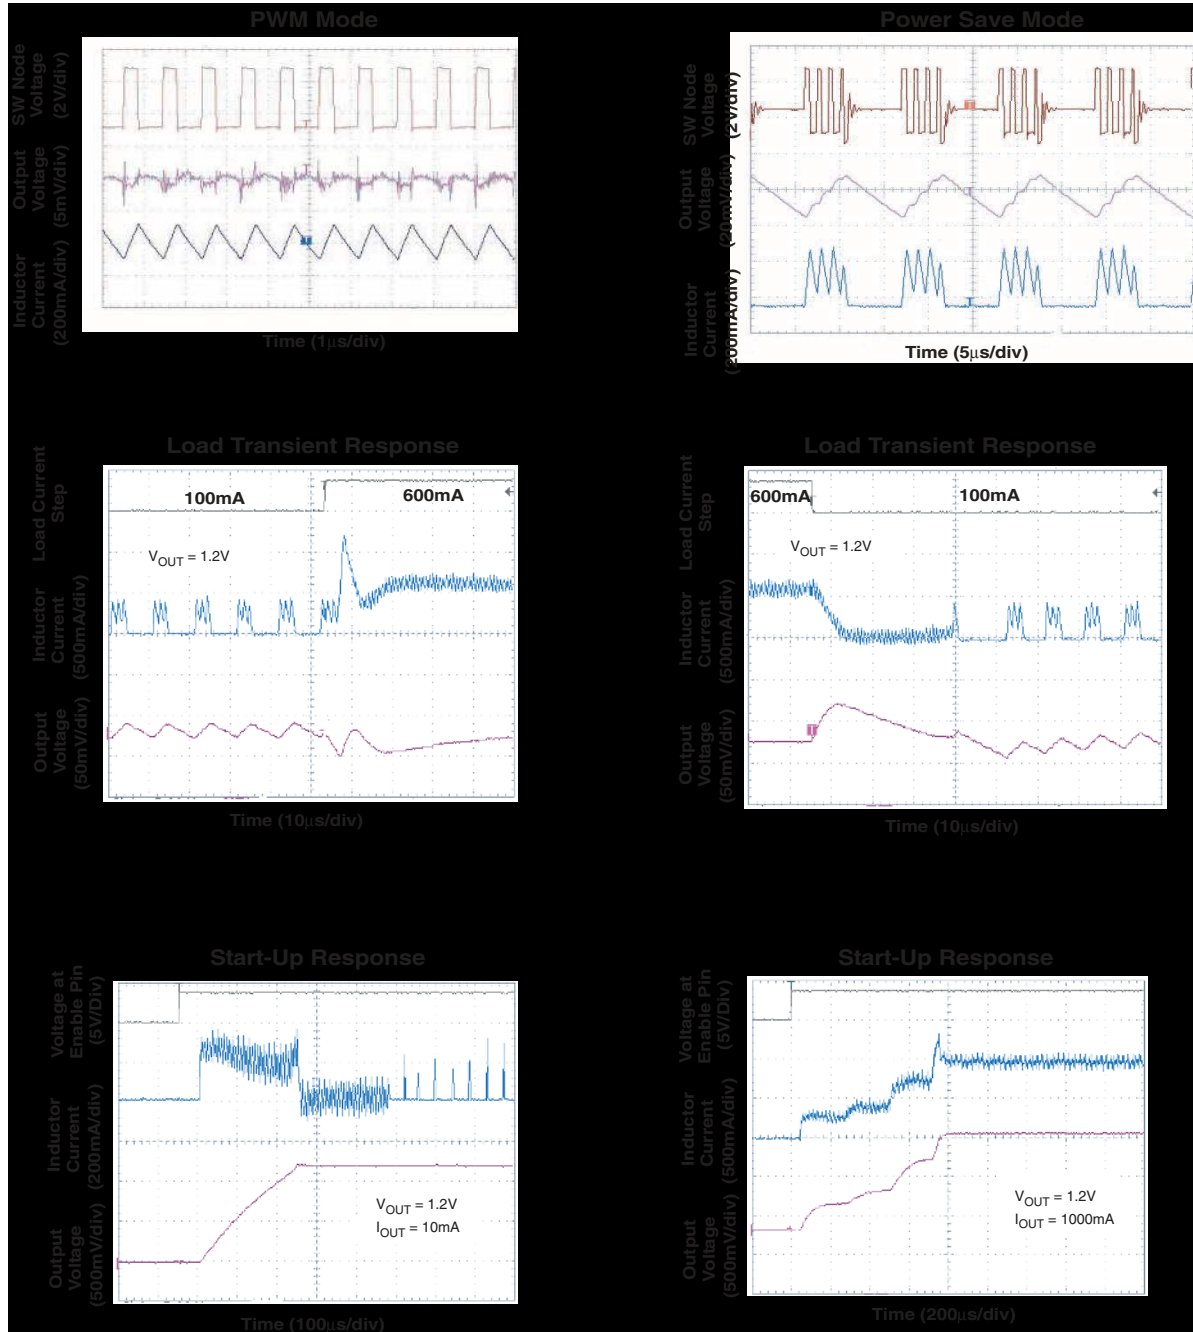 PWM Mode
SW Node
Voltage
(2V/div)
Output
Voltage
(5mV/div)
Inductor
Current
(200mA/div)
Time (1μs/div)
Power Save Mode
SW Node
Voltage
(2V/div)
Output
Voltage
(20mV/div)
Inductor
Current
(200mA/div)
Time (5μs/div)
Load Transient Response
Load Current
Step
Inductor
Current
(500mA/div)
Output
Voltage
(50mV/div)
100mA
600mA
VOUT = 1.2V
Time (10μs/div)
Load Transient Response
Load Current
Step
Inductor
Current
(500mA/div)
Output
Voltage
(50mV/div)
600mA
100mA
VOUT = 1.2V
Time (10μs/div)
Start-Up Response
Voltage at
Enable Pin
(5V/Div)
Inductor
Current
(200mA/div)
Output
Voltage
(500mV/div)
VOUT = 1.2V
IOUT = 10mA
Time (100μs/div)
Start-Up Response
Voltage at
Enable Pin
(5V/Div)
Inductor
Current
(500mA/div)
Output
Voltage
(500mV/div)
VOUT = 1.2V
IOUT = 1000mA
Time (200μs/div)